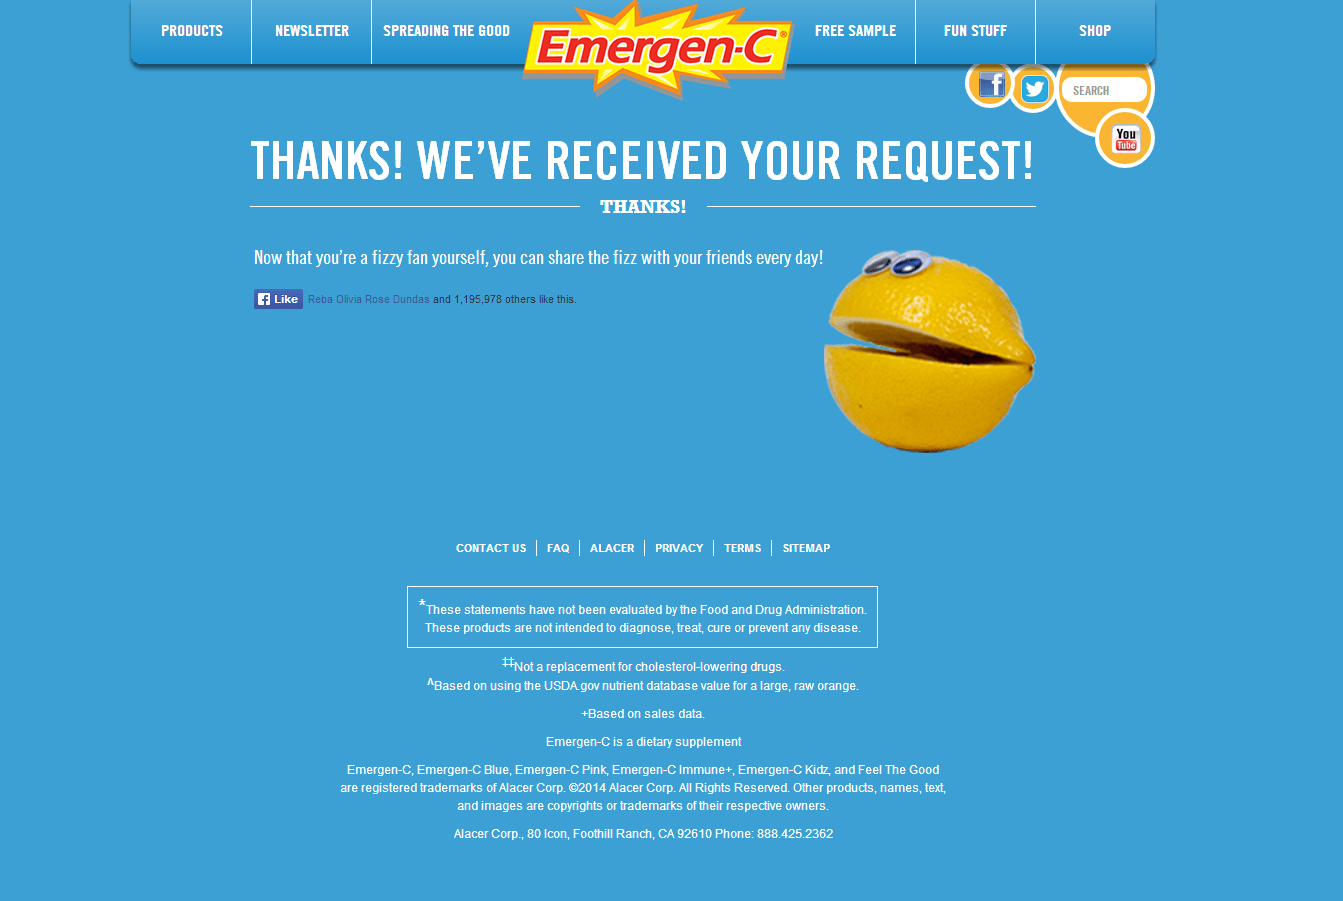 PRODUCTS
NEWSLETTER
SPREADING THE GOOD
Emergen-C®
FREE SAMPLE
FUN STUFF
SHOP
f
SEARCH
You
Tube
THANKS! WE'VE RECEIVED YOUR REQUEST!
THANKS!
Now that you're a fizzy fan yourself, you can share the fizz with your friends every day!
f Like Reba Olivia Rose Dundas and 1,195,978 others like this.
CONTACT US
FAQ
ALACER
PRIVACY
TERMS
SITEMAP
*These statements have not been evaluated by the Food and Drug Administration.
These products are not intended to diagnose, treat, cure or prevent any disease.
‡‡Not a replacement for cholesterol-lowering drugs.
^Based on using the USDA.gov nutrient database value for a large, raw orange.
+Based on sales data.
Emergen-C is a dietary supplement
Emergen-C, Emergen-C Blue, Emergen-C Pink, Emergen-C Immune+, Emergen-C Kidz, and Feel The Good
are registered trademarks of Alacer Corp. ©2014 Alacer Corp. All Rights Reserved. Other products, names, text,
and images are copyrights or trademarks of their respective owners.
Alacer Corp., 80 Icon, Foothill Ranch, CA 92610 Phone: 888.425.2362